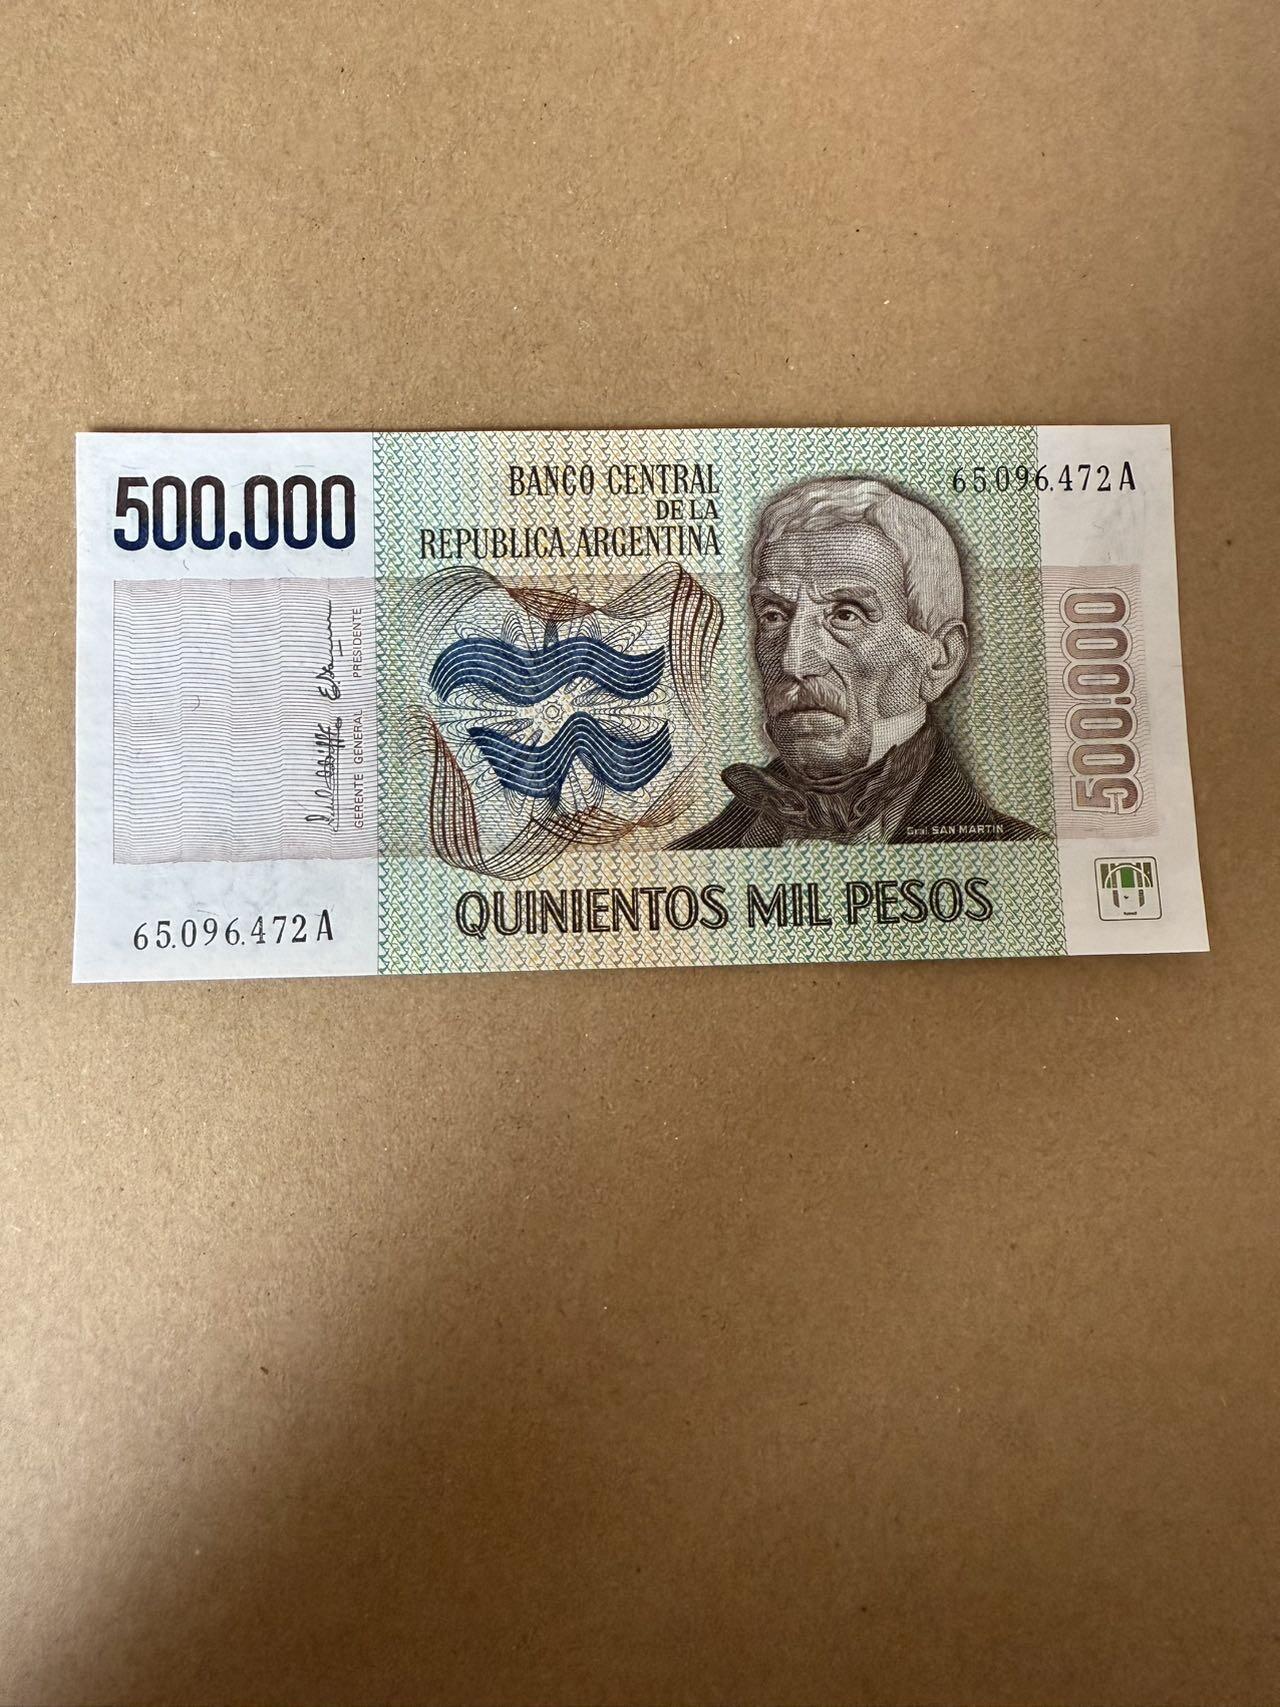 500.000
BANCO CENTRAL
DE LA
REPUBLICA ARGENTINA
65.096.472 A
GERENTE GENERAL
PRESIDENTE
500.000
Gral. SAN MARTIN
QUINIENTOS MIL PESOS
65.096.472 A